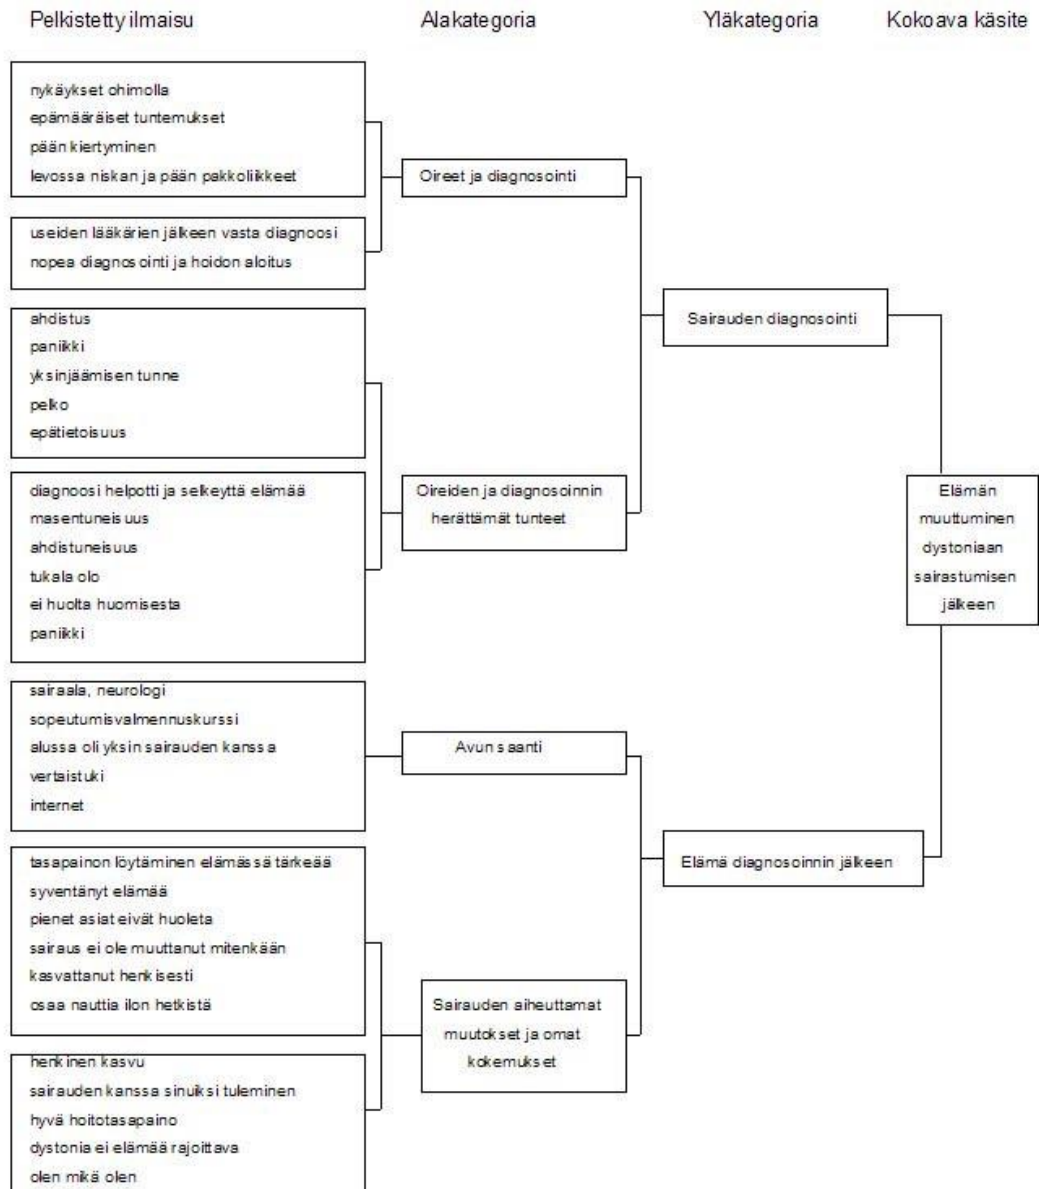 Pelkistetty ilmaisu
Alakategoria
Yläkategoria
Kokoava käsite
nykäykset ohimolla
epämääräiset tuntemukset
pään kiertyminen
levossa niskan ja pään pakkoliikkeet
useiden lääkärien jälkeen vasta diagnoosi
nopea diagnosointi ja hoidon aloitus
Oireet ja diagnosointi
ahdistus
paniikki
yksinjäämisen tunne
pelko
epätietoisuus
diagnoosi helpotti ja selkeyttä elämää
masentuneisuus
ahdistuneisuus
tukala olo
ei huolta huomisesta
paniikki
Oireiden ja diagnosoinnin
herättämät tunteet
Sairauden diagnosointi
sairaala, neurologi
sopeutumisvalmennuskurssi
alussa oli yksin sairauden kanssa
vertaistuki
internet
Avun saanti
tasapainon löytäminen elämässä tärkeää
syventänyt elämää
pienet asiat eivät huoleta
sairaus ei ole muuttanut mitenkään
kasvattanut henkisesti
osaa nauttia ilon hetkistä
henkinen kasvu
sairauden kanssa sinuiksi tuleminen
hyvä hoitotasapaino
dystonia ei elämää rajoittava
olen mikä olen
Sairauden aiheuttamat
muutokset ja omat
kokemukset
Elämä diagnosoinnin jälkeen
Elämän
muuttuminen
dystoniaan
sairastumisen
jälkeen